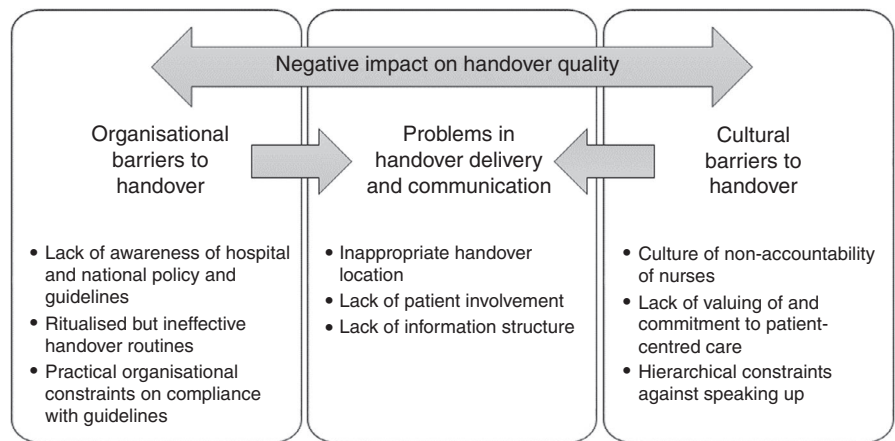 Negative impact on handover quality
Organisational
barriers to
handover
• Lack of awareness of hospital
and national policy and
guidelines
• Ritualised but ineffective
handover routines
• Practical organisational
constraints on compliance
with guidelines
Problems in
handover delivery
and communication
• Inappropriate handover
location
• Lack of patient involvement
• Lack of information structure
Cultural
barriers to
handover
• Culture of non-accountability
of nurses
• Lack of valuing of and
commitment to patient-
centred care
• Hierarchical constraints
against speaking up